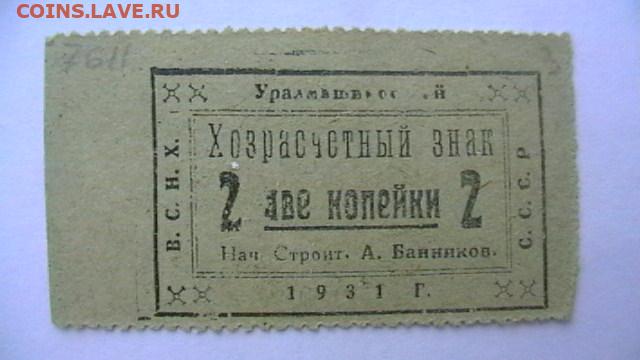 COINS.LAVE.RU
7611
Хозрасчетный знак
В. С. Н. Х.
2 две копейки 2
С. С. С. Р
Нач. Строит. А. Банников.
1931 Г.